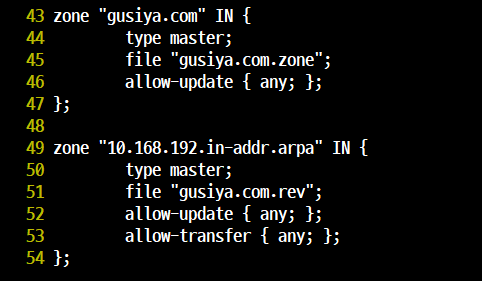 43 zone "gusiya.com" IN {
44         type master;
45         file "gusiya.com.zone";
46         allow-update { any; };
47 };
48
49 zone "10.168.192.in-addr.arpa" IN {
50         type master;
51         file "gusiya.com.rev";
52         allow-update { any; };
53         allow-transfer { any; };
54 };